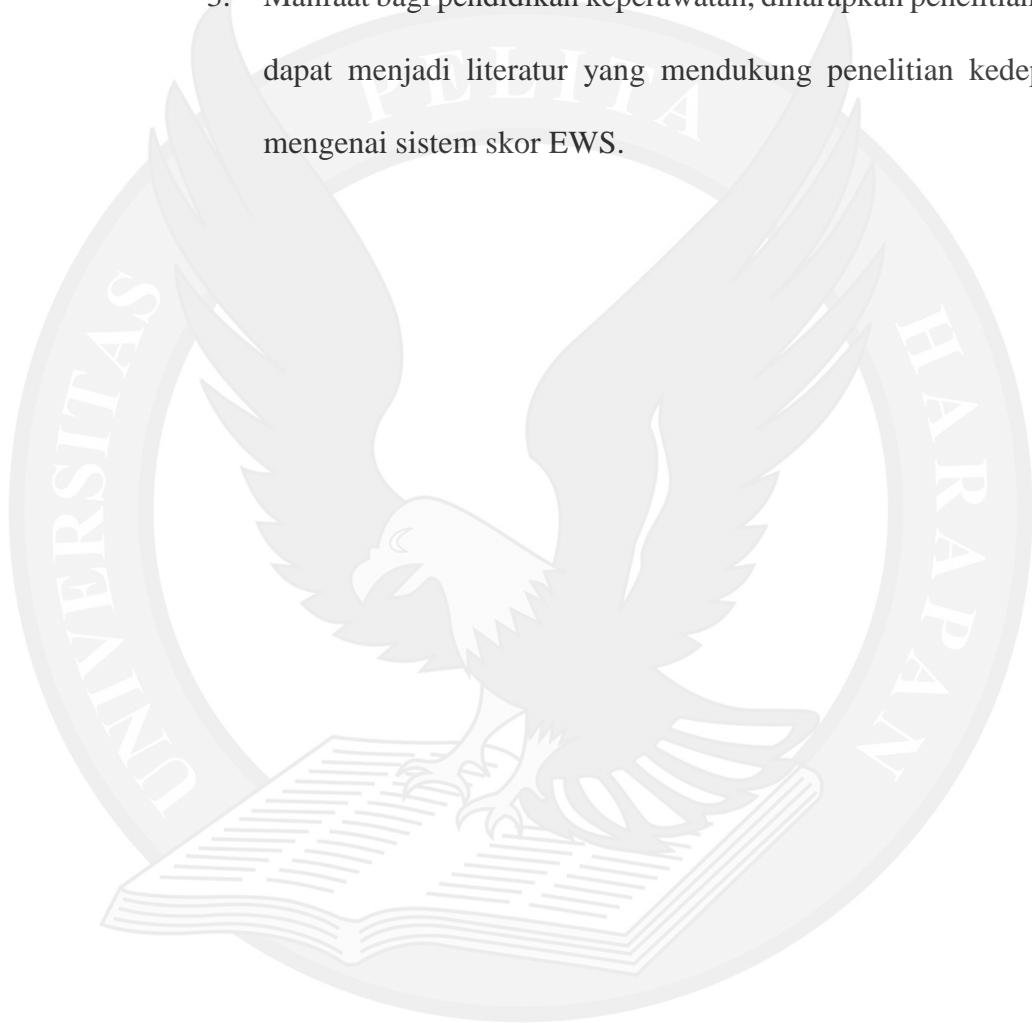 Manfaat bagi pendidikan keperawatan, diharapkan penelitian
dapat menjadi literatur yang mendukung penelitian
mengenai sistem skor EWS.
UNIVERSITAS PELITA HARAPAN